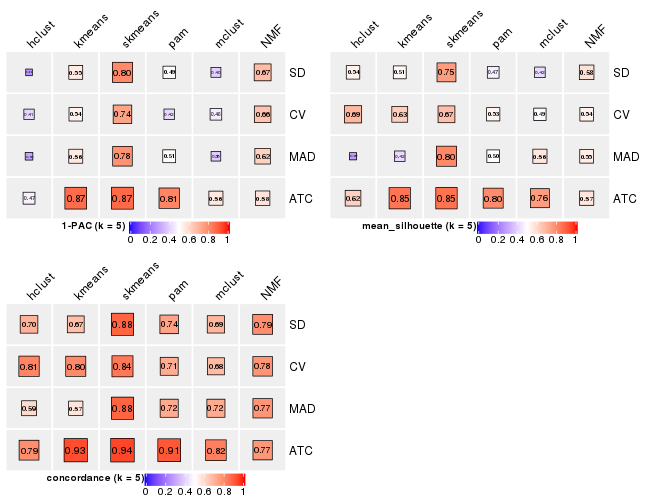 hclust kmeans skmeans pam mclust NMF
0.55 0.80 0.49 0.67 SD
0.41 0.54 0.74 0.42 0.46 0.66 CV
0.56 0.78 0.51 0.62 MAD
0.47 0.87 0.87 0.81 0.56 0.58 ATC
1-PAC (k = 5)
0 0.2 0.4 0.6 0.8 1
hclust kmeans skmeans pam mclust NMF
0.54 0.51 0.75 0.47 0.58 SD
0.69 0.63 0.67 0.53 0.49 0.54 CV
0.80 0.50 0.56 0.55 MAD
0.62 0.85 0.85 0.80 0.76 0.57 ATC
mean_silhouette (k = 5)
0 0.2 0.4 0.6 0.8 1
hclust kmeans skmeans pam mclust NMF
0.70 0.67 0.88 0.74 0.69 0.79 SD
0.81 0.80 0.84 0.71 0.68 0.78 CV
0.59 0.57 0.88 0.72 0.72 0.77 MAD
0.79 0.93 0.94 0.91 0.82 0.77 ATC
concordance (k = 5)
0 0.2 0.4 0.6 0.8 1